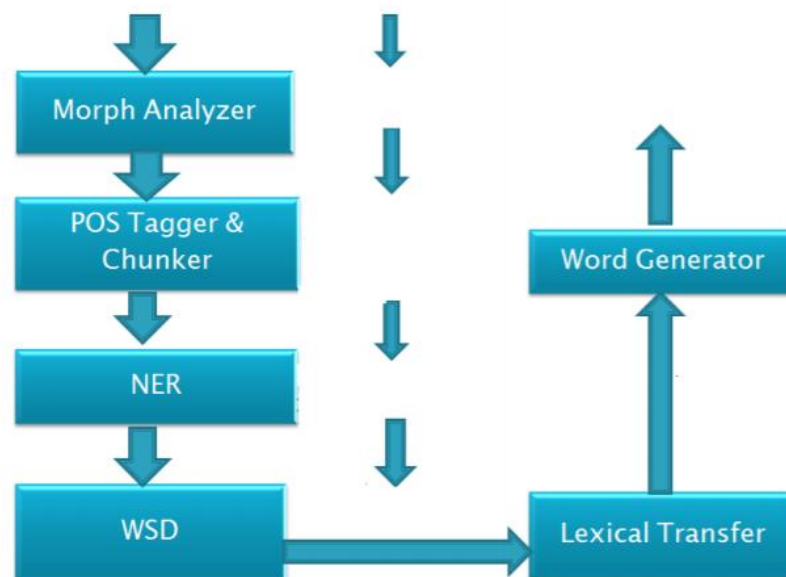 Morph Analyzer
POS Tagger &
Chunker
NER
WSD
Word Generator
Lexical Transfer